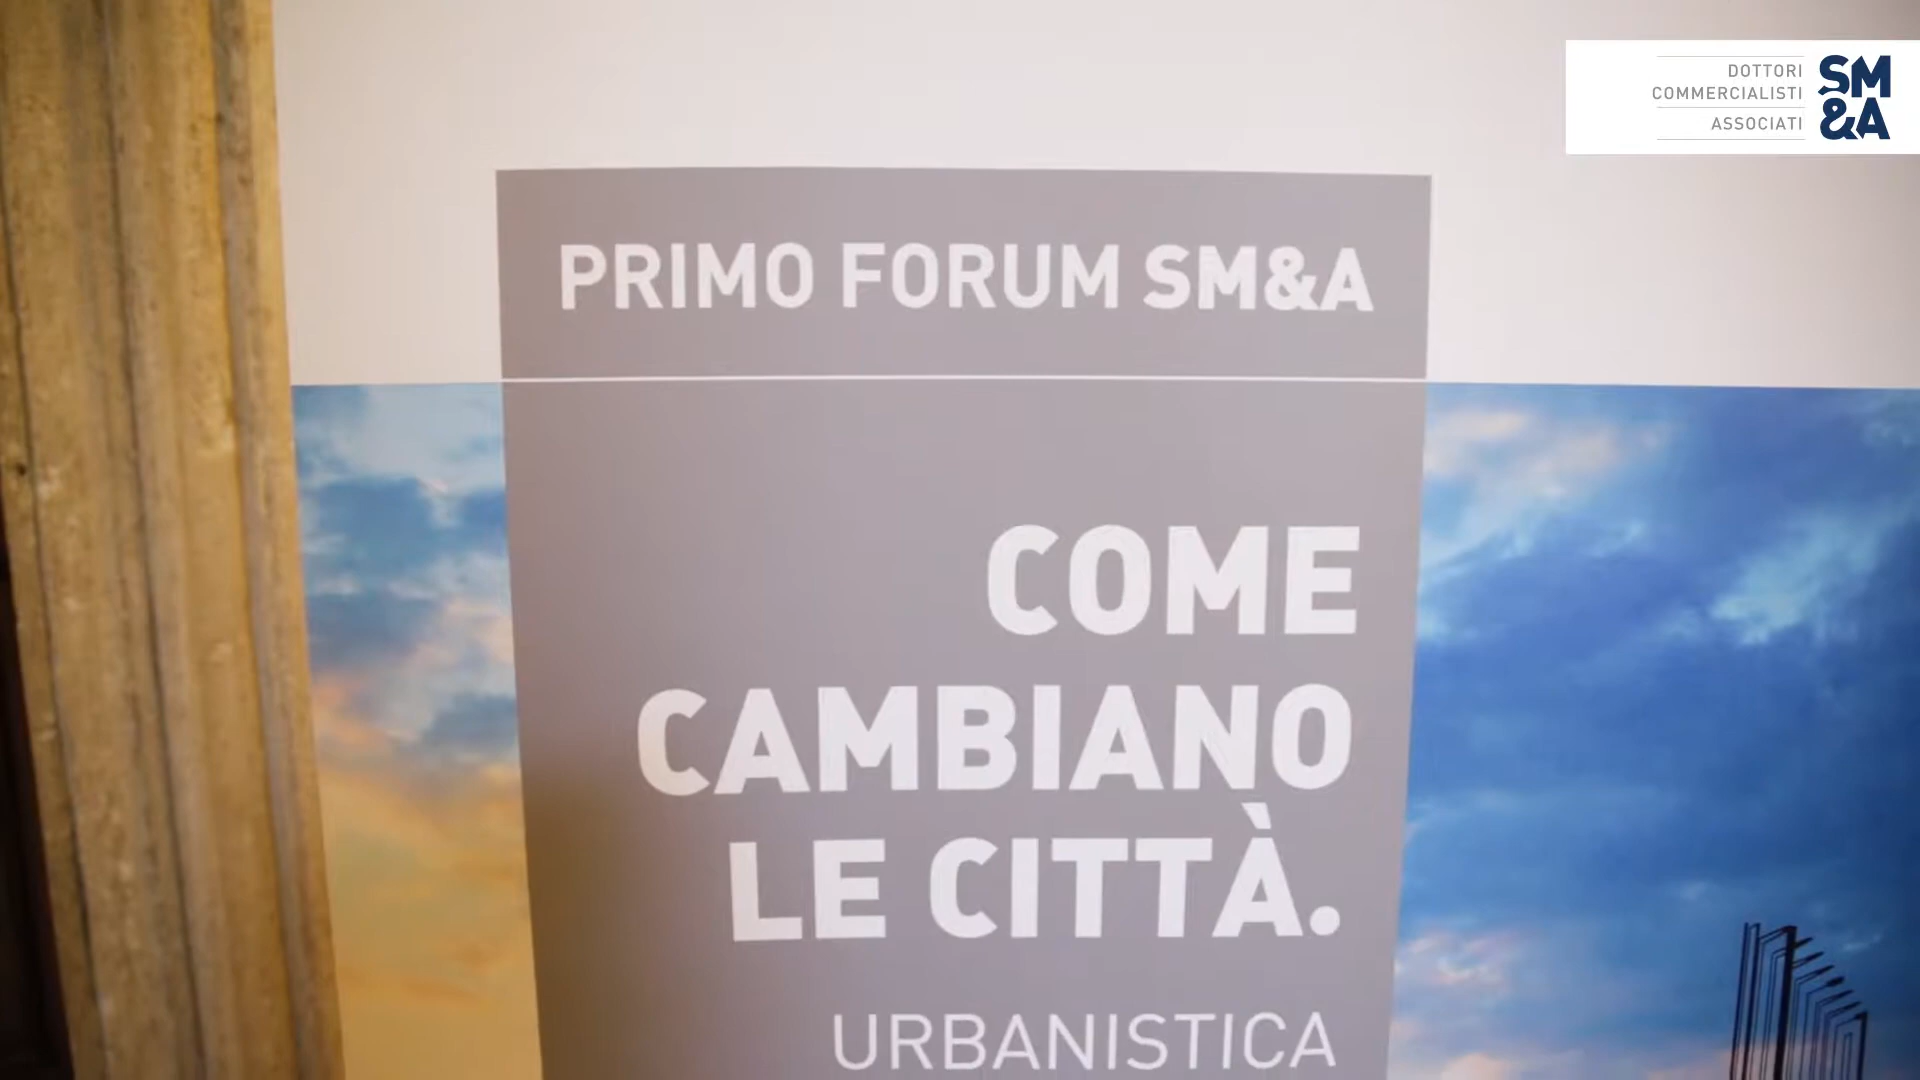 DOTTORI
COMMERCIALISTI
ASSOCIATI
SM
&A
PRIMO FORUM SM&A
COME
CAMBIANO
LE CITTÀ.
URBANISTICA